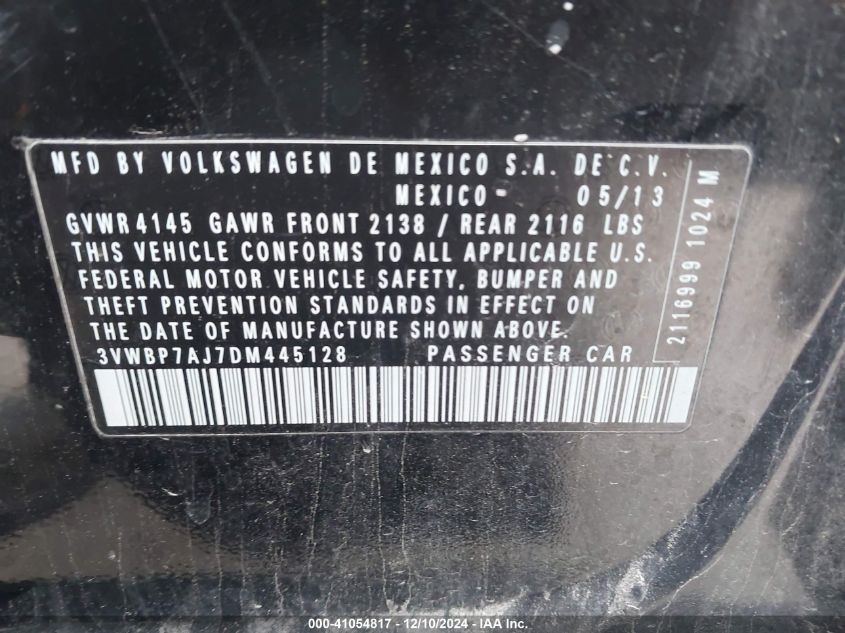 MFD BY VOLKSWAGEN DE MEXICO S.A. DE C.V.
MEXICO- 05/13
GVWR 4145 GAWR FRONT 2138 / REAR 2116 LBS
THIS VEHICLE CONFORMS TO ALL APPLICABLE U.S.
FEDERAL MOTOR VEHICLE SAFETY, BUMPER AND
THEFT PREVENTION STANDARDS IN EFFECT ON
THE DATE OF MANUFACTURE SHOWN ABOVE.
3VWBP7AJ7DM445128 PASSENGER CAR
2116999 1024 M
000-41054817 - 12/10/2024 - IAA Inc.